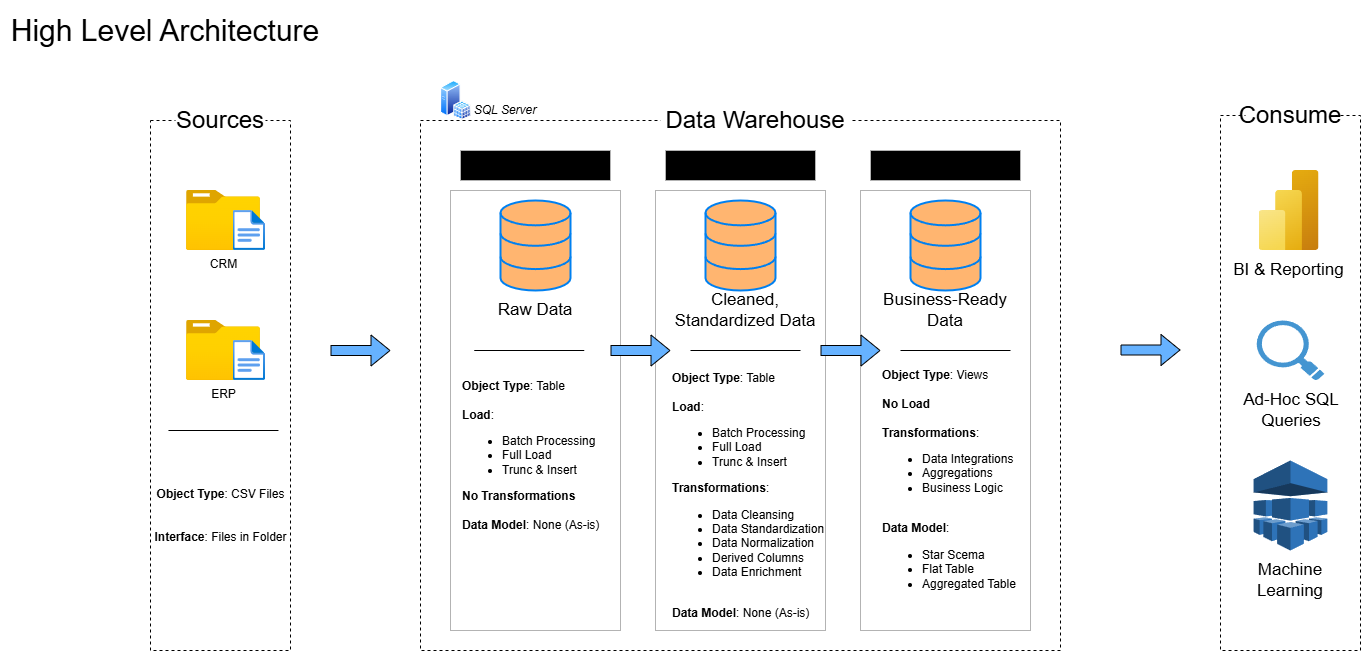 High Level Architecture
Sources
CRM
ERP
Object Type: CSV Files
Interface: Files in Folder
SQL Server
Data Warehouse
Raw Data
Object Type: Table
Load:
Batch Processing
Full Load
Trunc & Insert
No Transformations
Data Model: None (As-is)
Cleaned,
Standardized Data
Object Type: Table
Load:
Batch Processing
Full Load
Trunc & Insert
Transformations:
Data Cleansing
Data Standardization
Data Normalization
Derived Columns
Data Enrichment
Data Model: None (As-is)
Business-Ready
Data
Object Type: Views
No Load
Transformations:
Data Integrations
Aggregations
Business Logic
Data Model:
Star Scema
Flat Table
Aggregated Table
Consume
BI & Reporting
Ad-Hoc SQL
Queries
Machine
Learning